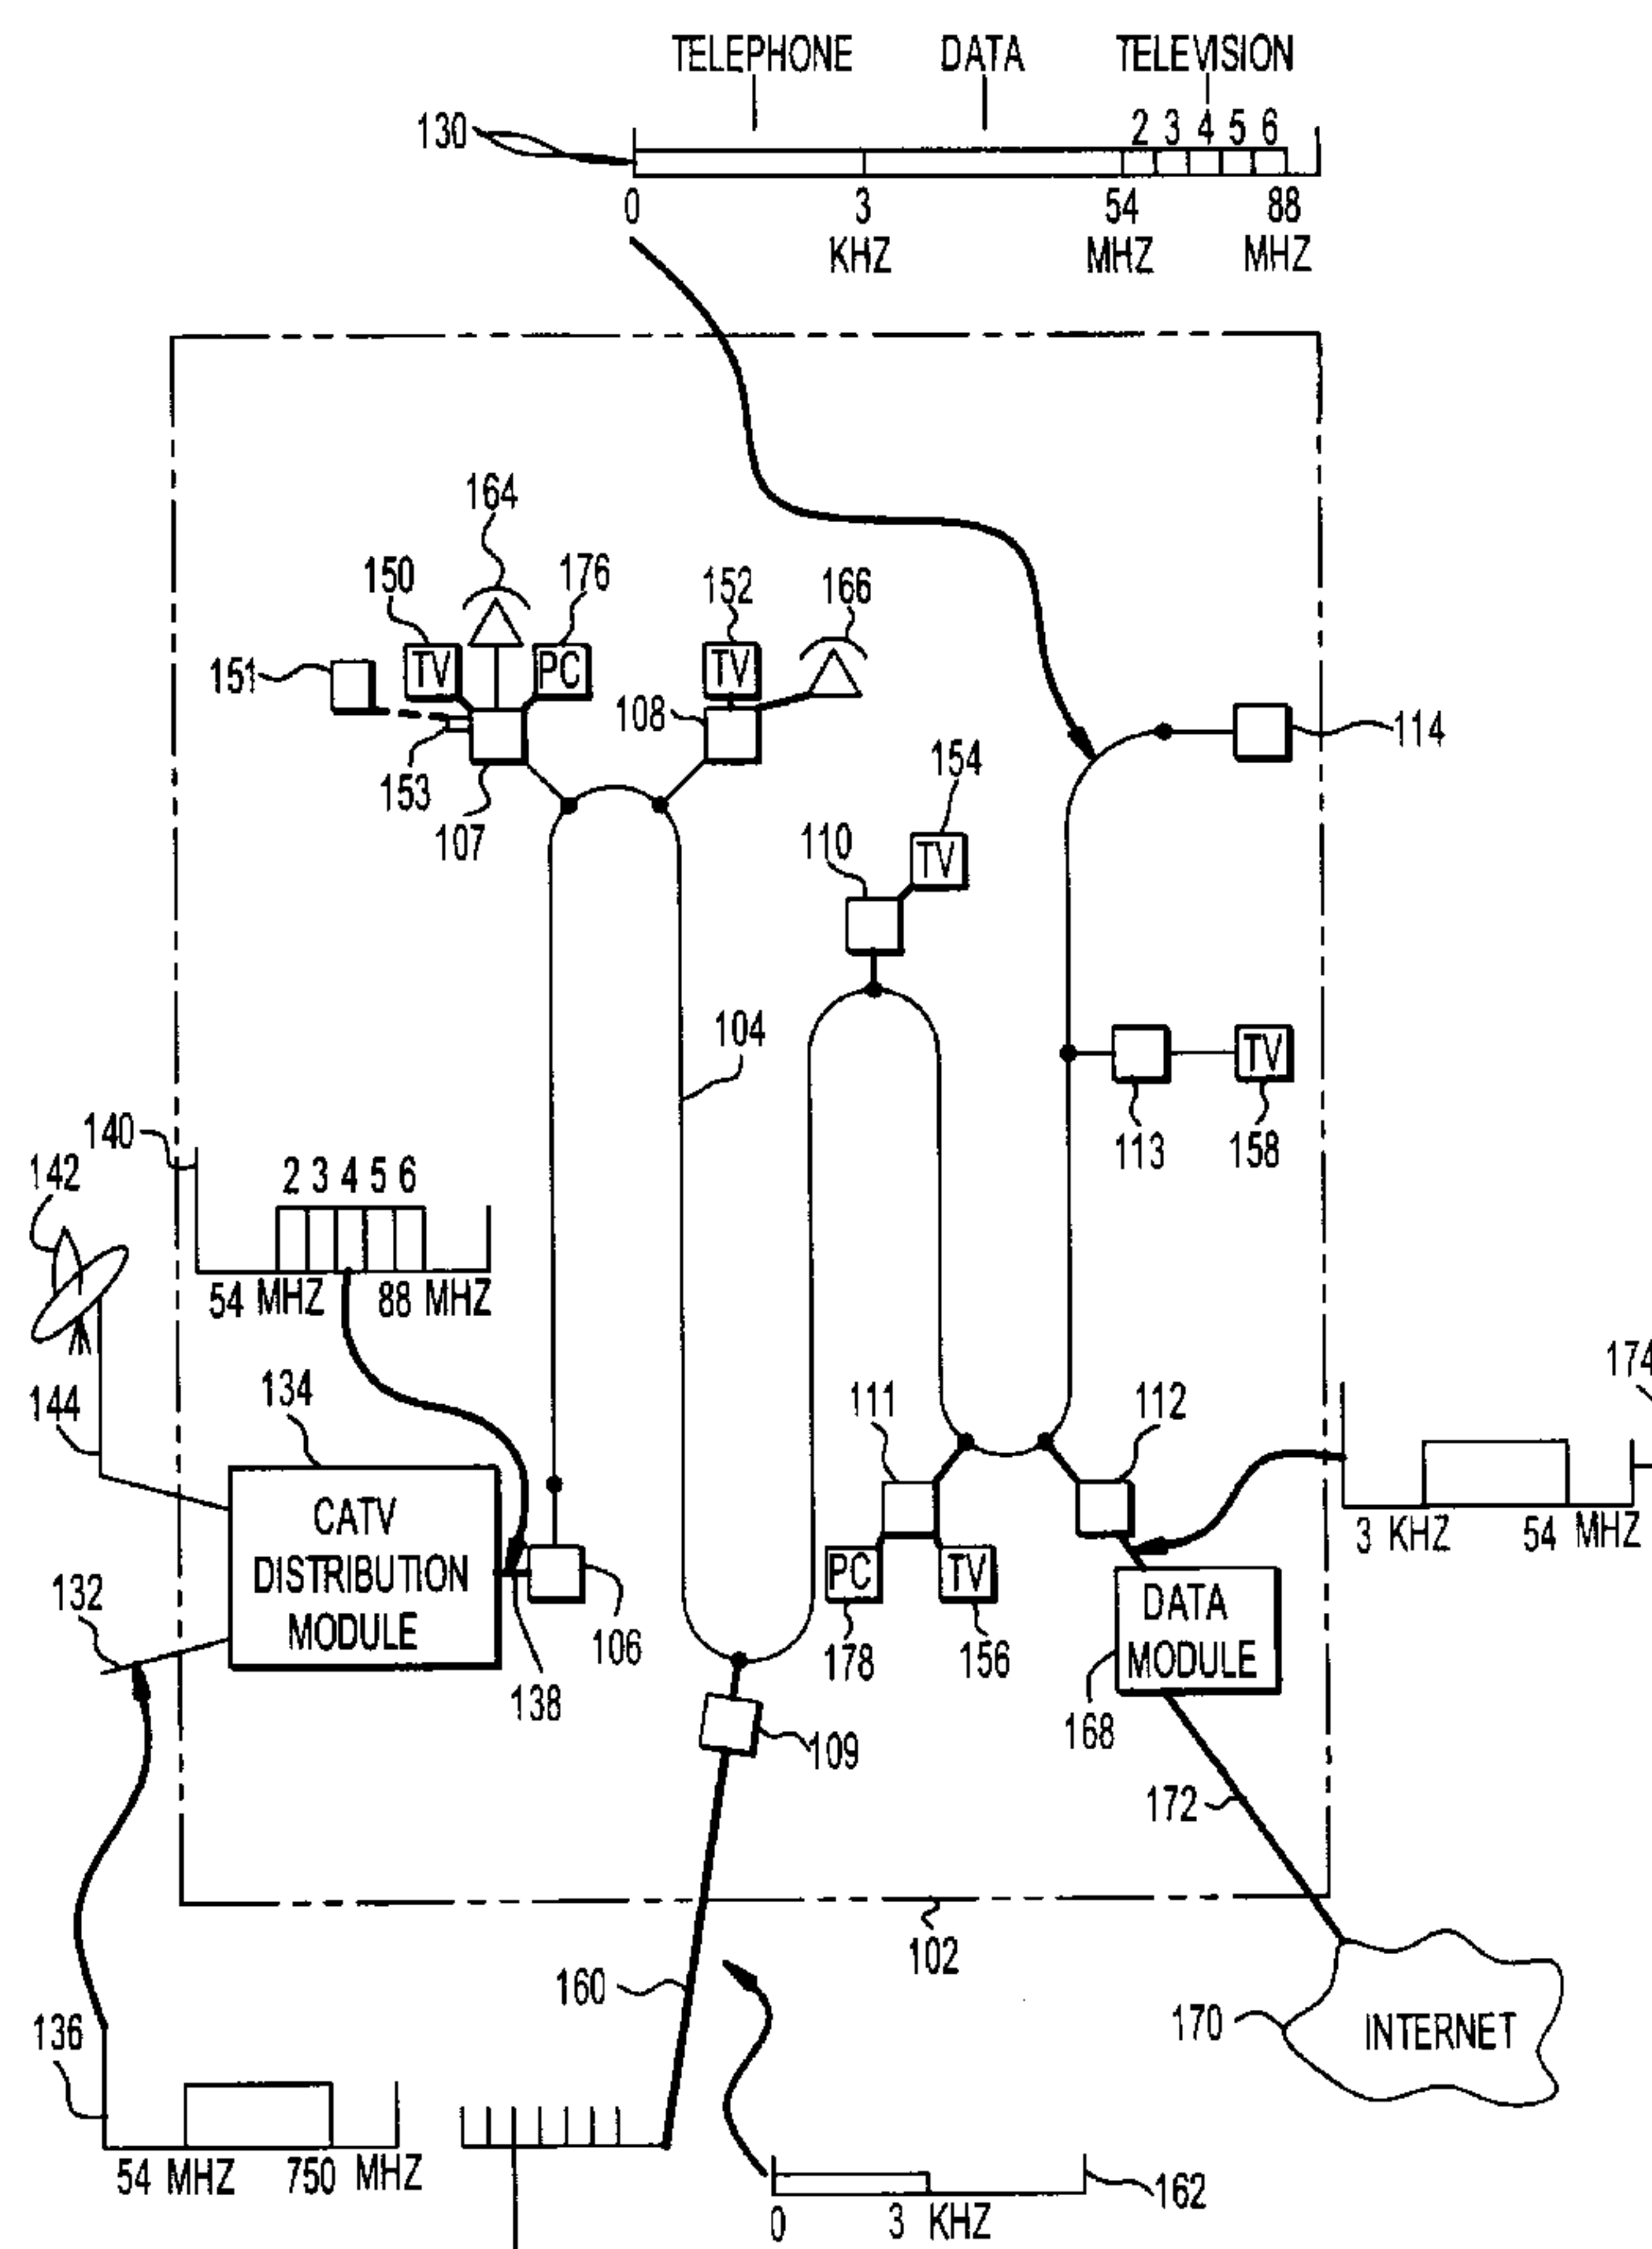 TELEPHONE DATA TELEVISION
130
2 3 4 5 6
0 3 54 88
KHZ MHZ MHZ
164
150 176 152 166
151 TV PC TV
108
114
153
107
154
110 TV
104
TV
140
113 158
142
2 3 4 5 6
54 MHZ 88 MHZ
174
144 134 111 112
CATV
DISTRIBUTION
MODULE
3 KHZ 54 MHZ
PC TV
132
DATA
MODULE
106
178 156
138
168
109
172
102
160
170 INTERNET
136
54 MHZ 750 MHZ
162
0 3 KHZ